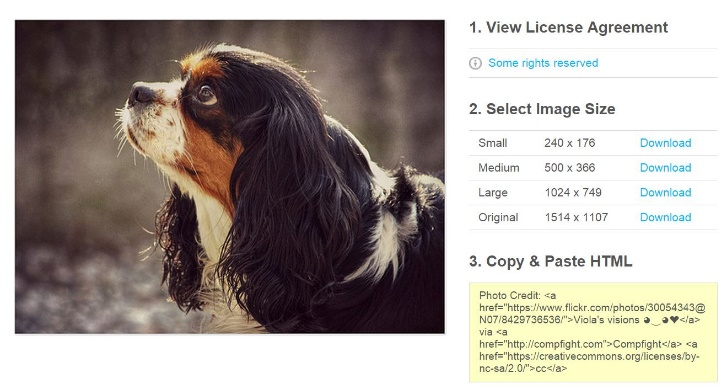 1. View License Agreement
Some rights reserved
2. Select Image Size
Small 240 x 176 Download
Medium 500 x 366 Download
Large 1024 x 749 Download
Original 1514 x 1107 Download
3. Copy & Paste HTML
Photo Credit: <a
href="https://www.flickr.com/photos/30054343@
N07/8429736536/">Viola's visions ◕‿◕❤</a>
via <a
href="http://compfight.com">Compfight</a> <a
href="https://creativecommons.org/licenses/by-
nc-sa/2.0/">cc</a>